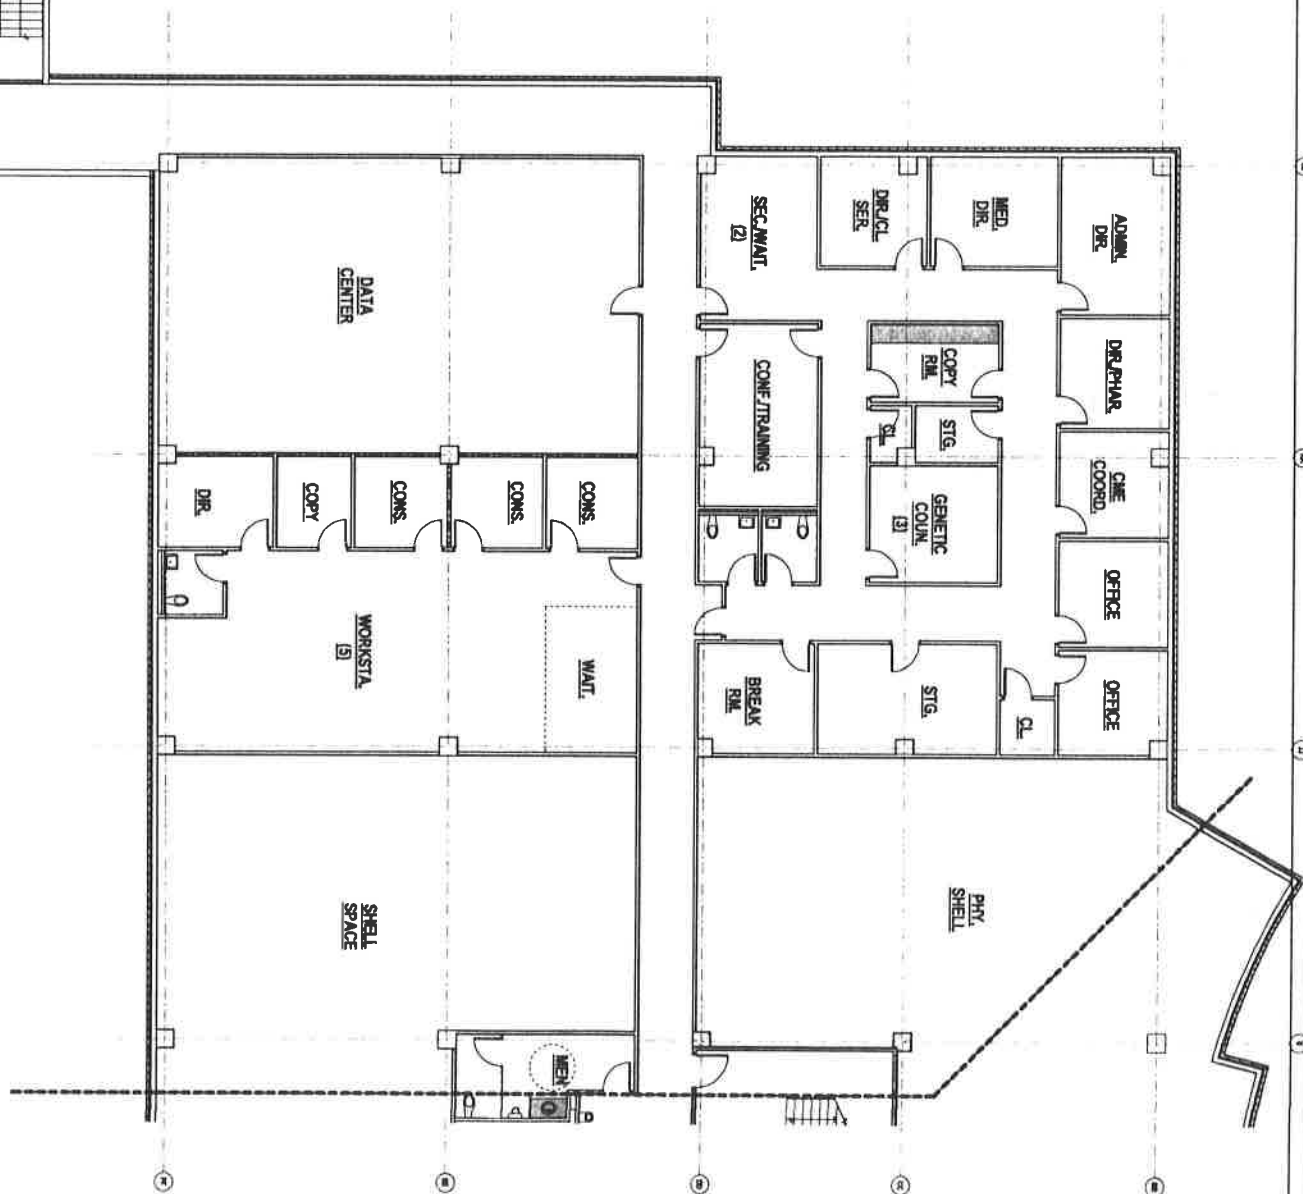 SEC./WAIT.
(2)
DIR./CL.
SER.
MED.
DIR.
ADMIN.
DIR.
DATA
CENTER
COPY
RM.
DIR./PHAR.
CONF./TRAINING
CL.
STG.
CME
COORD.
DIR.
COPY
CONS.
CONS.
CONS.
GENETIC
COUN.
(3)
OFFICE
WORKSTA.
(5)
WAIT.
BREAK
RM.
STG.
CL.
OFFICE
SHELL
SPACE
PHY.
SHELL
MEN